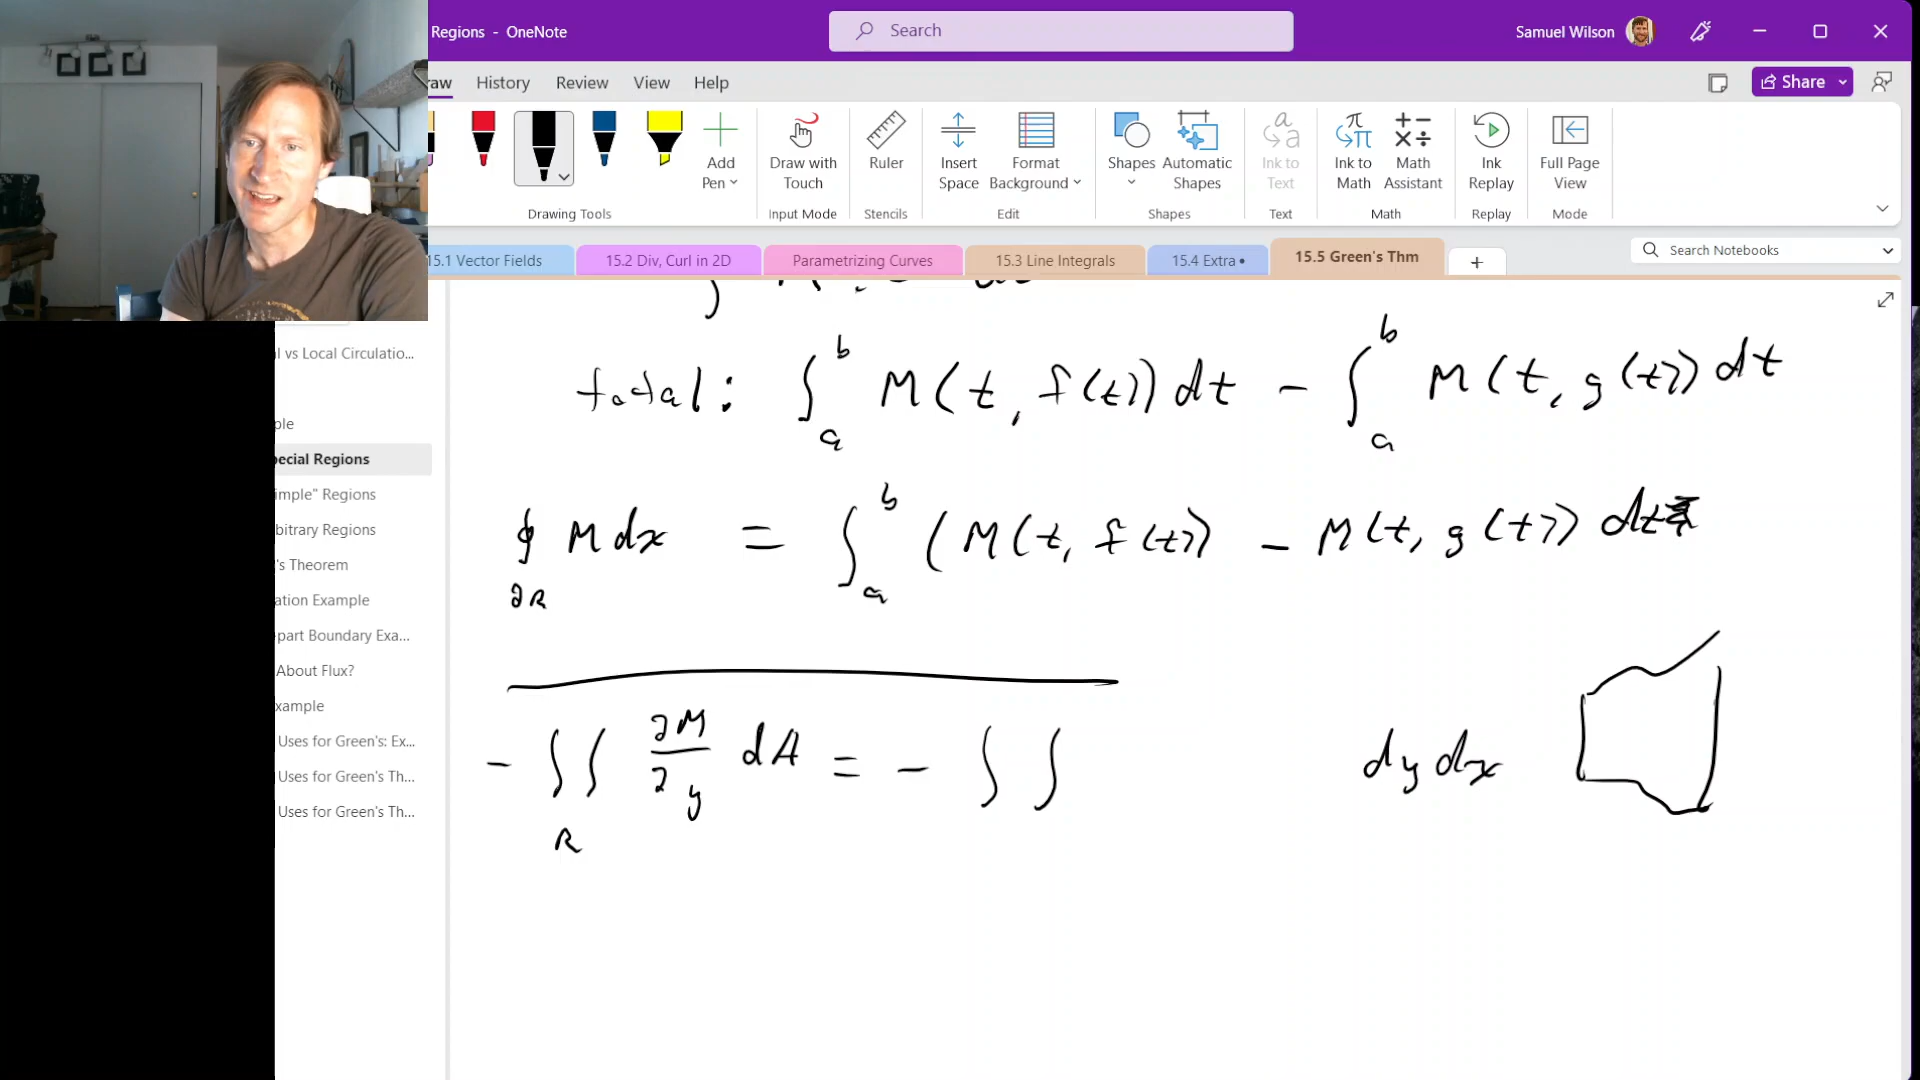 Regions - OneNote
Search
Samuel Wilson
aw History Review View Help
Share
Add Pen
Draw with Touch
Ruler
Insert Space
Format Background
Shapes
Automatic Shapes
Ink to Text
Ink to Math
Math Assistant
Ink Replay
Full Page View
Drawing Tools
Input Mode
Stencils
Edit
Shapes
Text
Math
Replay
Mode
15.1 Vector Fields
15.2 Div, Curl in 2D
Parametrizing Curves
15.3 Line Integrals
15.4 Extra •
15.5 Green's Thm
+
Search Notebooks
l vs Local Circulatio...
ple
pecial Regions
imple" Regions
bitrary Regions
's Theorem
ation Example
part Boundary Exa...
About Flux?
xample
Uses for Green's: Ex...
Uses for Green's Th...
Uses for Green's Th...
total: ∫_a^b M(t, f(t)) dt - ∫_a^b M(t, g(t)) dt
∮_∂R M dx = ∫_a^b (M(t, f(t)) - M(t, g(t)) dt
- ∫∫_R ∂M/∂y dA = - ∫ ∫ dy dx